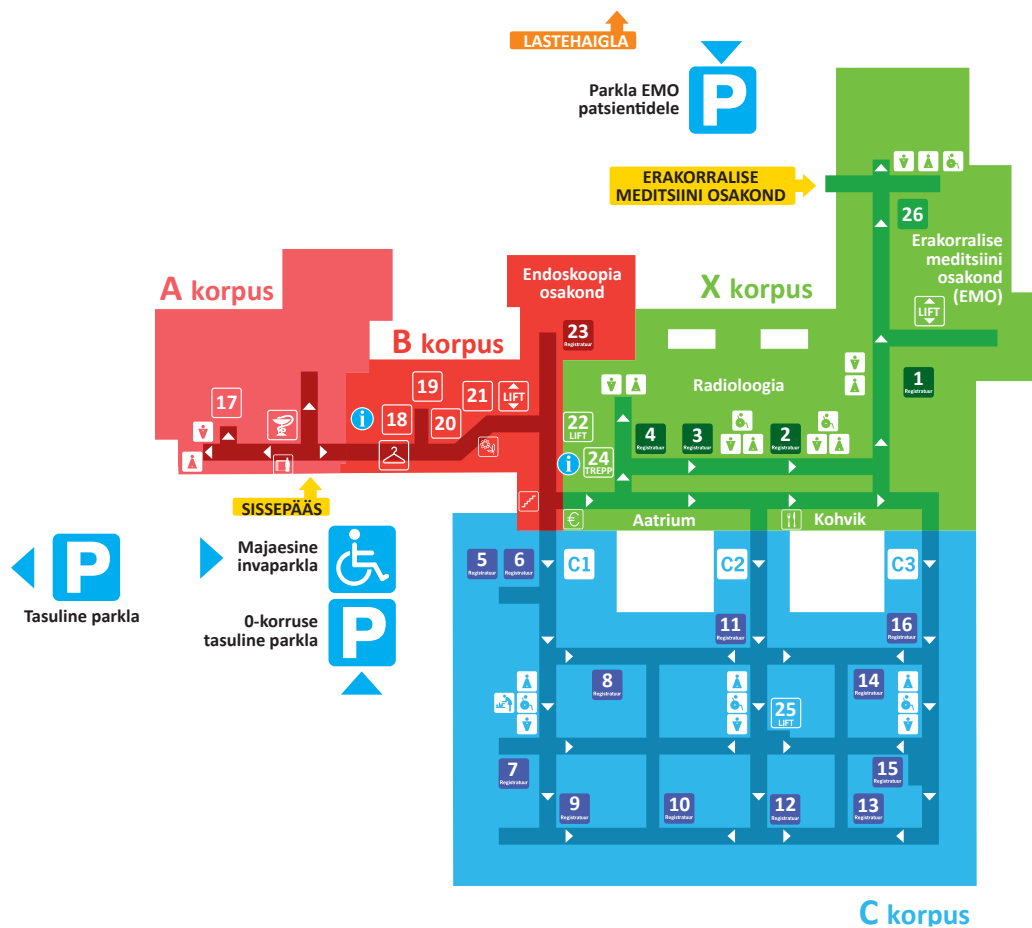 LASTEHAIGLA
Parkla EMO
patsientidele
P
ERAKORRALISE
MEDITSIINI OSAKOND
26
Erakorralise
meditsiini
osakond
(EMO)
LIFT
A korpus
Endoskoopia
osakond
X korpus
B korpus
23
Registratuur
Radioloogia
1
Registratuur
17
i
18
19
20
21
LIFT
22
LIFT
4
Registratuur
3
Registratuur
2
Registratuur
i
24
TREPP
SISSEPÄÄS
€
Aatrium
Kohvik
P
Tasuline parkla
Majaesine
invaparkla
0-korruse
tasuline parkla
P
5
Registratuur
6
Registratuur
C1
C2
C3
11
Registratuur
16
Registratuur
8
Registratuur
14
Registratuur
25
LIFT
7
Registratuur
15
Registratuur
9
Registratuur
10
Registratuur
12
Registratuur
13
Registratuur
C korpus